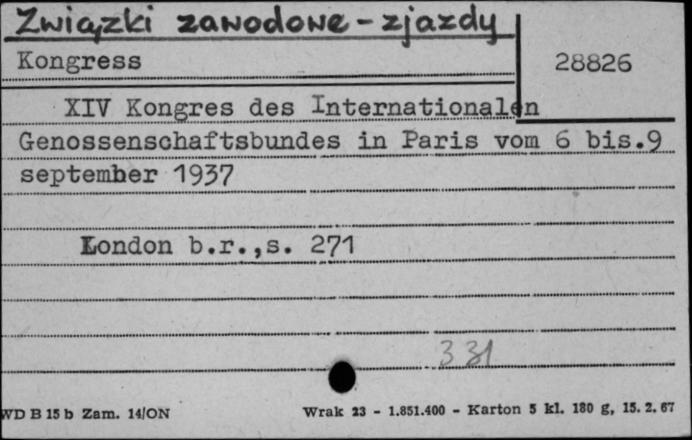 Związki zawodowe - zjazdy
Kongress
28826
XIV Kongres des Internationalen
Genossenschaftsbundes in Paris vom 6 bis.9
september 1937
London b.r.,s. 271
331
WD B 15 b Zam. 14/ON
Wrak 23 - 1.851.400 - Karton 5 kl. 180 g, 15. 2. 67